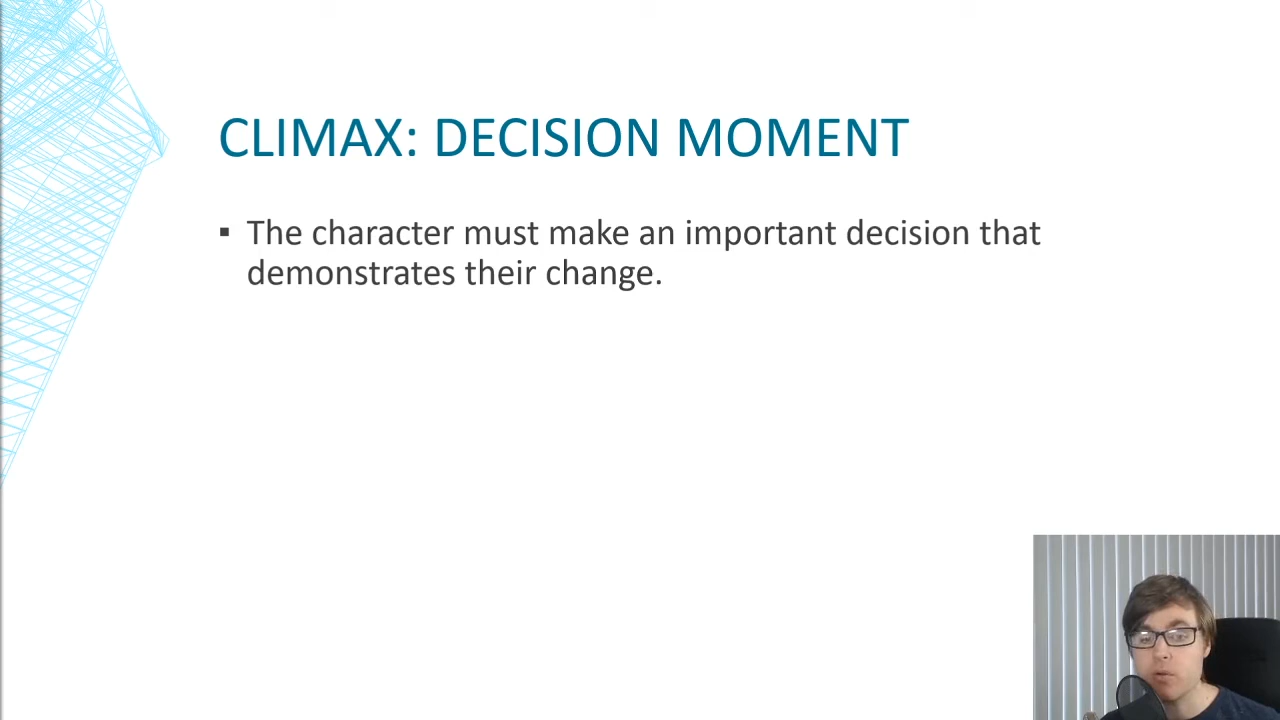 CLIMAX: DECISION MOMENT
▪ The character must make an important decision that
demonstrates their change.